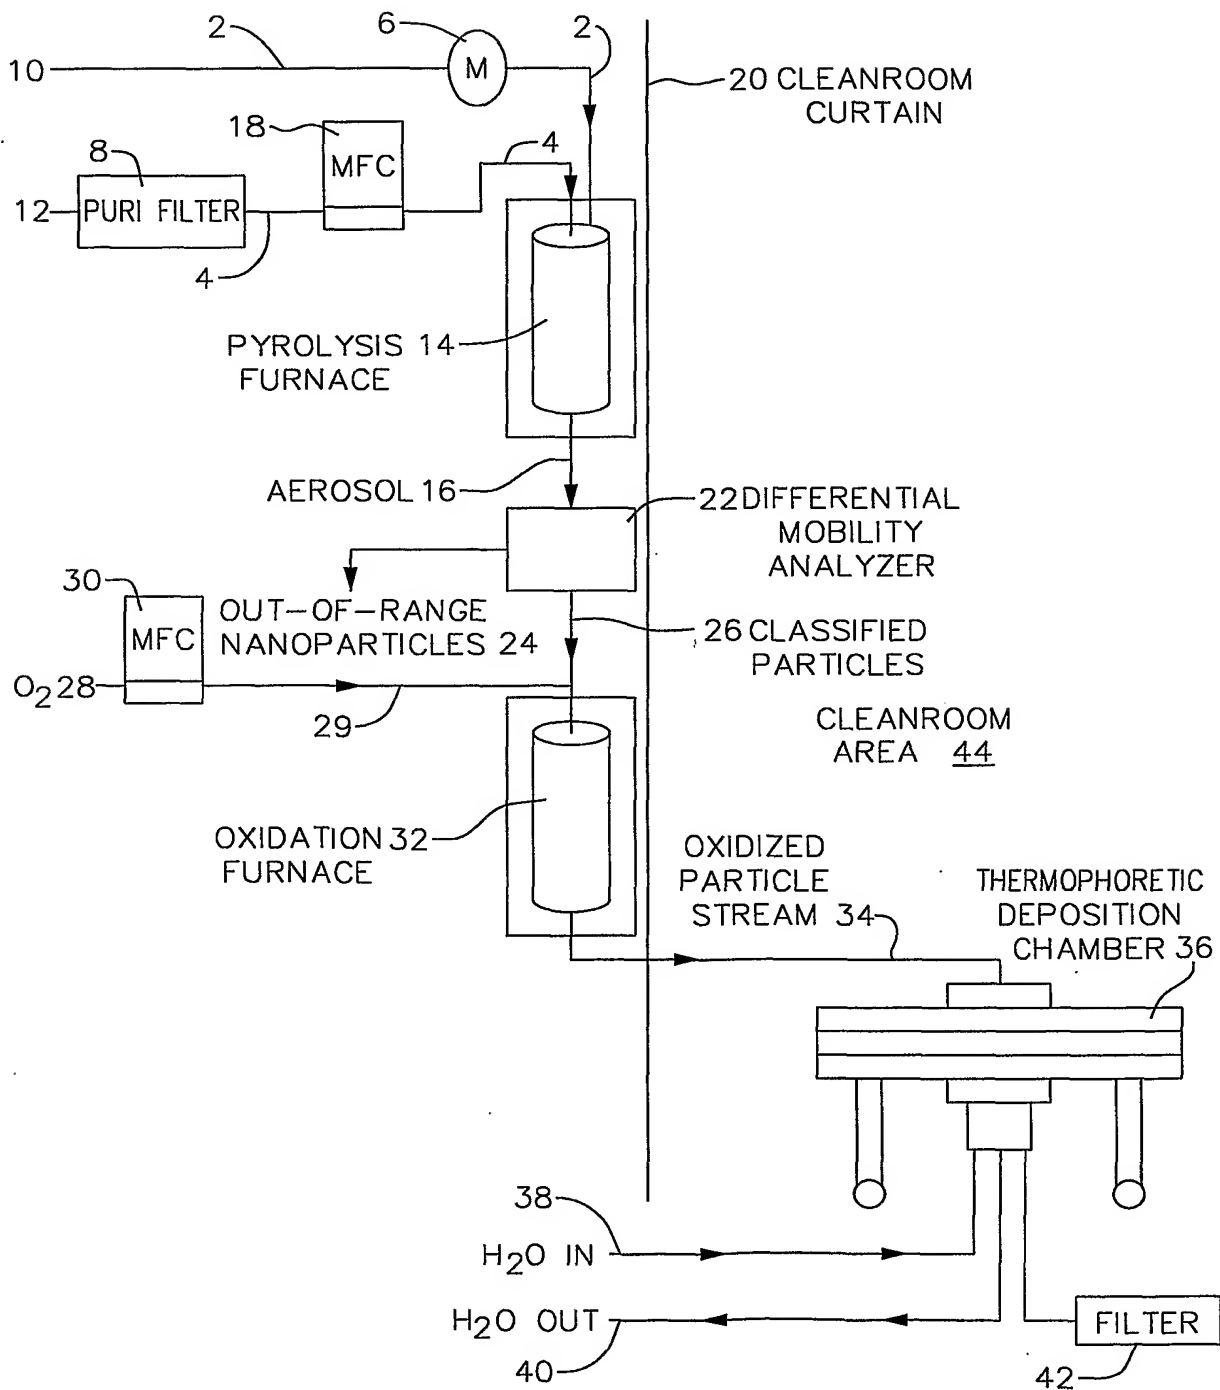 2
6
2
10
M
20 CLEANROOM
CURTAIN
18
MFC
4
8
12
PURI FILTER
4
PYROLYSIS 14
FURNACE
AEROSOL 16
22 DIFFERENTIAL
MOBILITY
ANALYZER
30
MFC
OUT-OF-RANGE
NANOPARTICLES 24
26 CLASSIFIED
PARTICLES
O2 28
29
CLEANROOM
AREA 44
OXIDATION 32
FURNACE
OXIDIZED
PARTICLE
STREAM 34
THERMOPHORETIC
DEPOSITION
CHAMBER 36
38
H2O IN
H2O OUT
40
FILTER
42